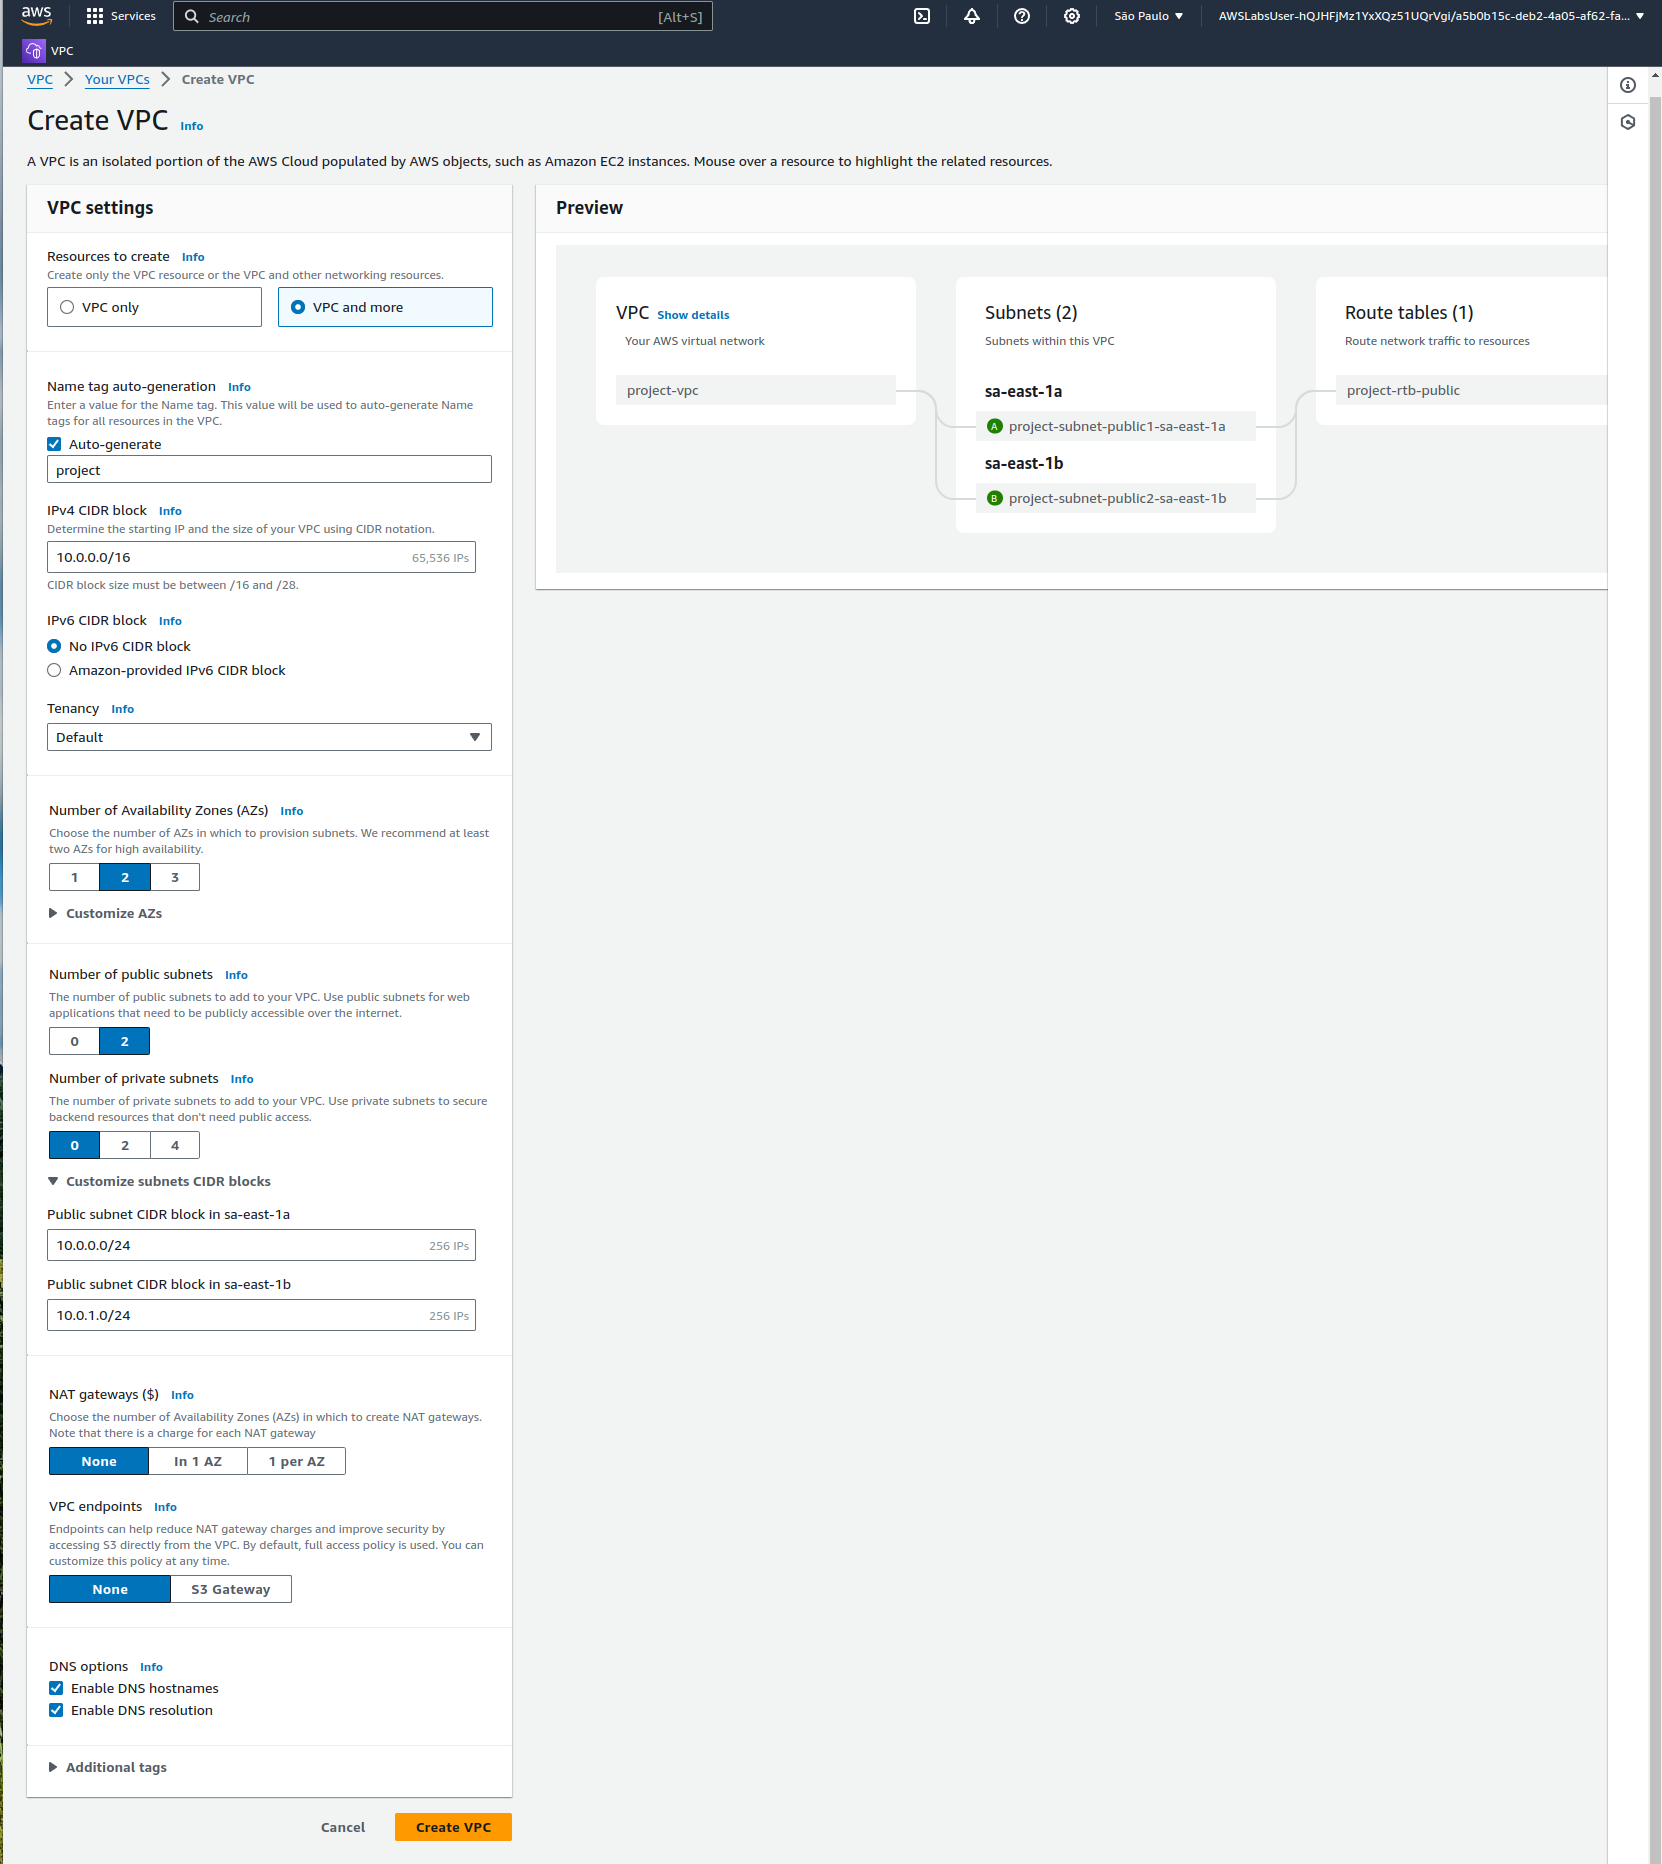 aws
Services
Search
[Alt+S]
São Paulo
AWSLabsUser-hQJHFjMz1YxXQz51UQrVgi/a5b0b15c-deb2-4a05-af62-fa...
VPC
VPC
Your VPCs
Create VPC
Create VPC Info
A VPC is an isolated portion of the AWS Cloud populated by AWS objects, such as Amazon EC2 instances. Mouse over a resource to highlight the related resources.
VPC settings
Resources to create Info
Create only the VPC resource or the VPC and other networking resources.
VPC only
VPC and more
Name tag auto-generation Info
Enter a value for the Name tag. This value will be used to auto-generate Name
tags for all resources in the VPC.
Auto-generate
project
IPv4 CIDR block Info
Determine the starting IP and the size of your VPC using CIDR notation.
10.0.0.0/16
65,536 IPs
CIDR block size must be between /16 and /28.
IPv6 CIDR block Info
No IPv6 CIDR block
Amazon-provided IPv6 CIDR block
Tenancy Info
Default
Number of Availability Zones (AZs) Info
Choose the number of AZs in which to provision subnets. We recommend at least
two AZs for high availability.
1 2 3
Customize AZs
Number of public subnets Info
The number of public subnets to add to your VPC. Use public subnets for web
applications that need to be publicly accessible over the internet.
0 2
Number of private subnets Info
The number of private subnets to add to your VPC. Use private subnets to secure
backend resources that don't need public access.
0 2 4
Customize subnets CIDR blocks
Public subnet CIDR block in sa-east-1a
10.0.0.0/24
256 IPs
Public subnet CIDR block in sa-east-1b
10.0.1.0/24
256 IPs
NAT gateways ($) Info
Choose the number of Availability Zones (AZs) in which to create NAT gateways.
Note that there is a charge for each NAT gateway
None In 1 AZ 1 per AZ
VPC endpoints Info
Endpoints can help reduce NAT gateway charges and improve security by
accessing S3 directly from the VPC. By default, full access policy is used. You can
customize this policy at any time.
None S3 Gateway
DNS options Info
Enable DNS hostnames
Enable DNS resolution
Additional tags
Cancel
Create VPC
Preview
VPC Show details
Your AWS virtual network
project-vpc
Subnets (2)
Subnets within this VPC
sa-east-1a
A project-subnet-public1-sa-east-1a
sa-east-1b
B project-subnet-public2-sa-east-1b
Route tables (1)
Route network traffic to resources
project-rtb-public